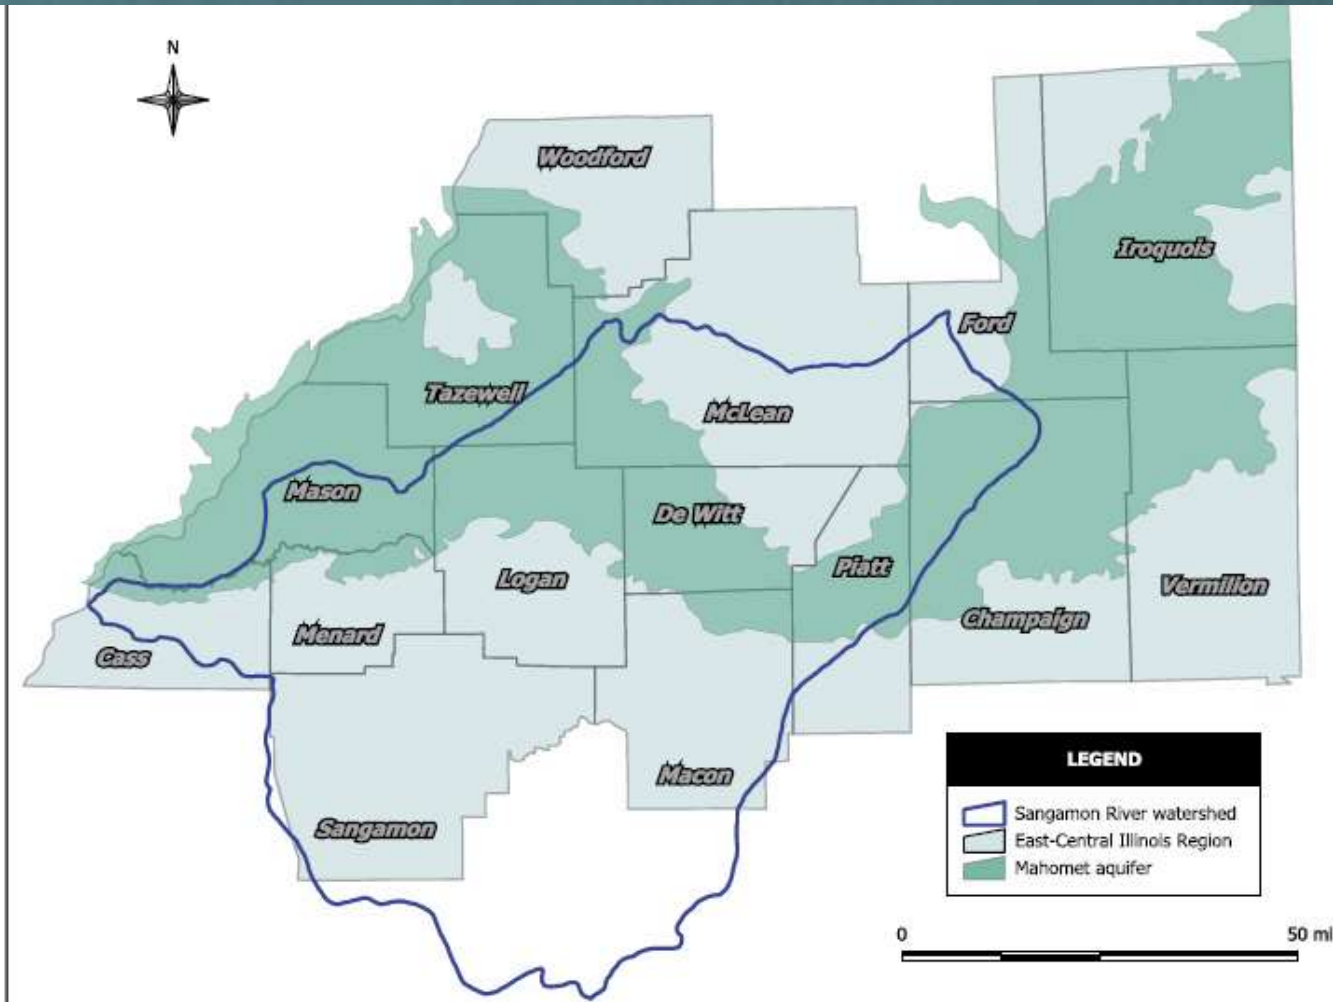 N
Woodford
Iroquois
Ford
Tazewell
McLean
Mason
De Witt
Piatt
Logan
Vermilion
Champaign
Menard
Cass
Macon
Sangamon
LEGEND
Sangamon River watershed
East-Central Illinois Region
Mahomet aquifer
0 50 mi